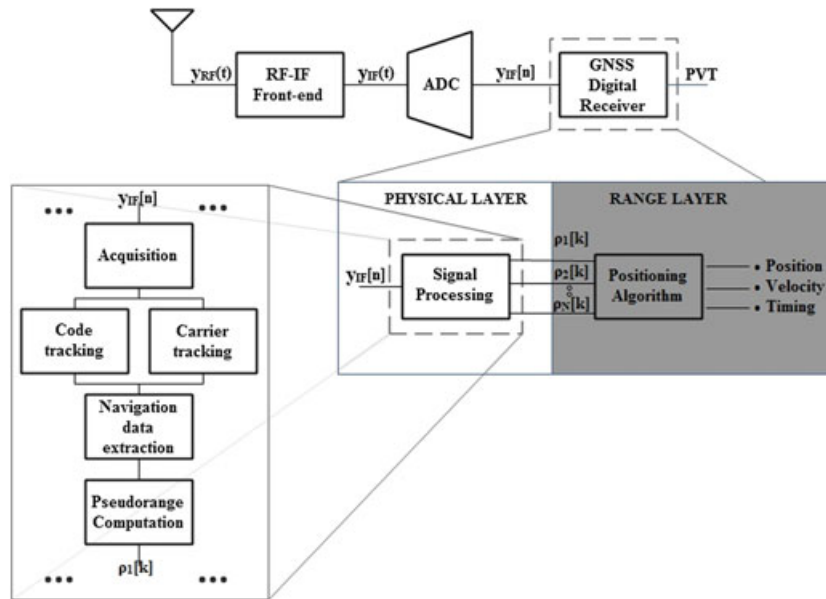 yRF(t)
RF-IF
Front-end
yIF(t)
ADC
yIF[n]
GNSS
Digital
Receiver
PVT
PHYSICAL LAYER
RANGE LAYER
yIF[n]
Signal
Processing
ρ1[k]
ρ2[k]
ρN[k]
Positioning
Algorithm
• Position
• Velocity
• Timing
••• yIF[n] •••
Acquisition
Code
tracking
Carrier
tracking
Navigation
data
extraction
Pseudorange
Computation
••• ρ1[k] •••